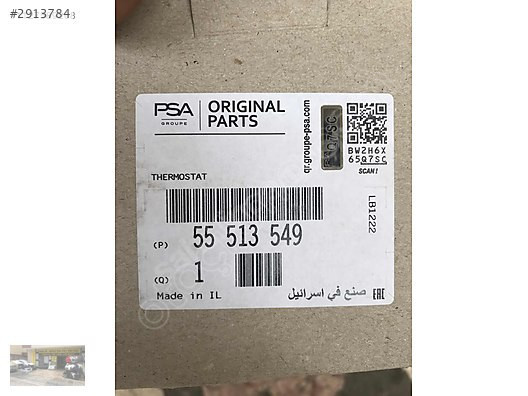 #29137843
PSA
GROUPE
ORIGINAL
PARTS
qr.groupe-psa.com
BW2H6X
65Q7SC
SCAN!
THERMOSTAT
LB1222
(P) 55 513 549
(Q) 1
Made in IL
صنع في اسرائيل
EAC